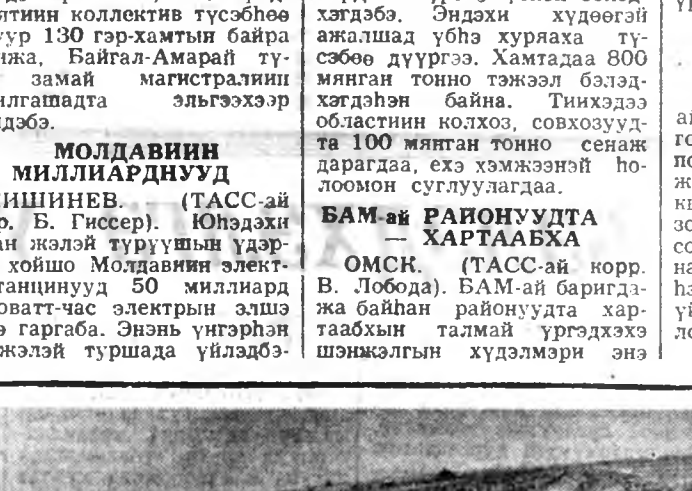 ятиин коллектив түсэбһөө
уур 130 гэр-хамтын байра
ижа, Байгал-Амарай тү-
замай магистралиин
илгашадта эльгээхээр
дэбэ.
МОЛДАВИИН
МИЛЛИАРДНУУД
ИШИНЕВ. (ТАСС-ай
р. Б. Гиссер). Юһэдэхи
ан жэлэй түрүүшын үдэр-
хойшо Молдавиин элект-
танцинууд 50 миллиард
оватт-час электрын элшэ
э гаргаба. Энэнь үнгэрһэн
жэлэй туршада үйлэдбэ-
хэгдэбэ. Эндэхи хүдөөгэй
ажалшад үбһэ хуряаха тү-
сэбөө дүүргээ. Хамтадаа 800
мянган тонно тэжээл бэлэд-
хэгдэһэн байна. Тиихэдээ
областиин колхоз, совхозууд-
та 100 мянган тонно сенаж
дарагдаа, ехэ хэмжээнэй һо-
лоомон суглуулагдаа.
БАМ-ай РАЙОНУУДТА
— ХАРТААБХА
ОМСК. (ТАСС-ай корр.
В. Лобода). БАМ-ай баригда-
жа байһан районуудта хар-
таабхын талмай үргэдхэхэ
шэнжэлгын хүдэлмэри энэ